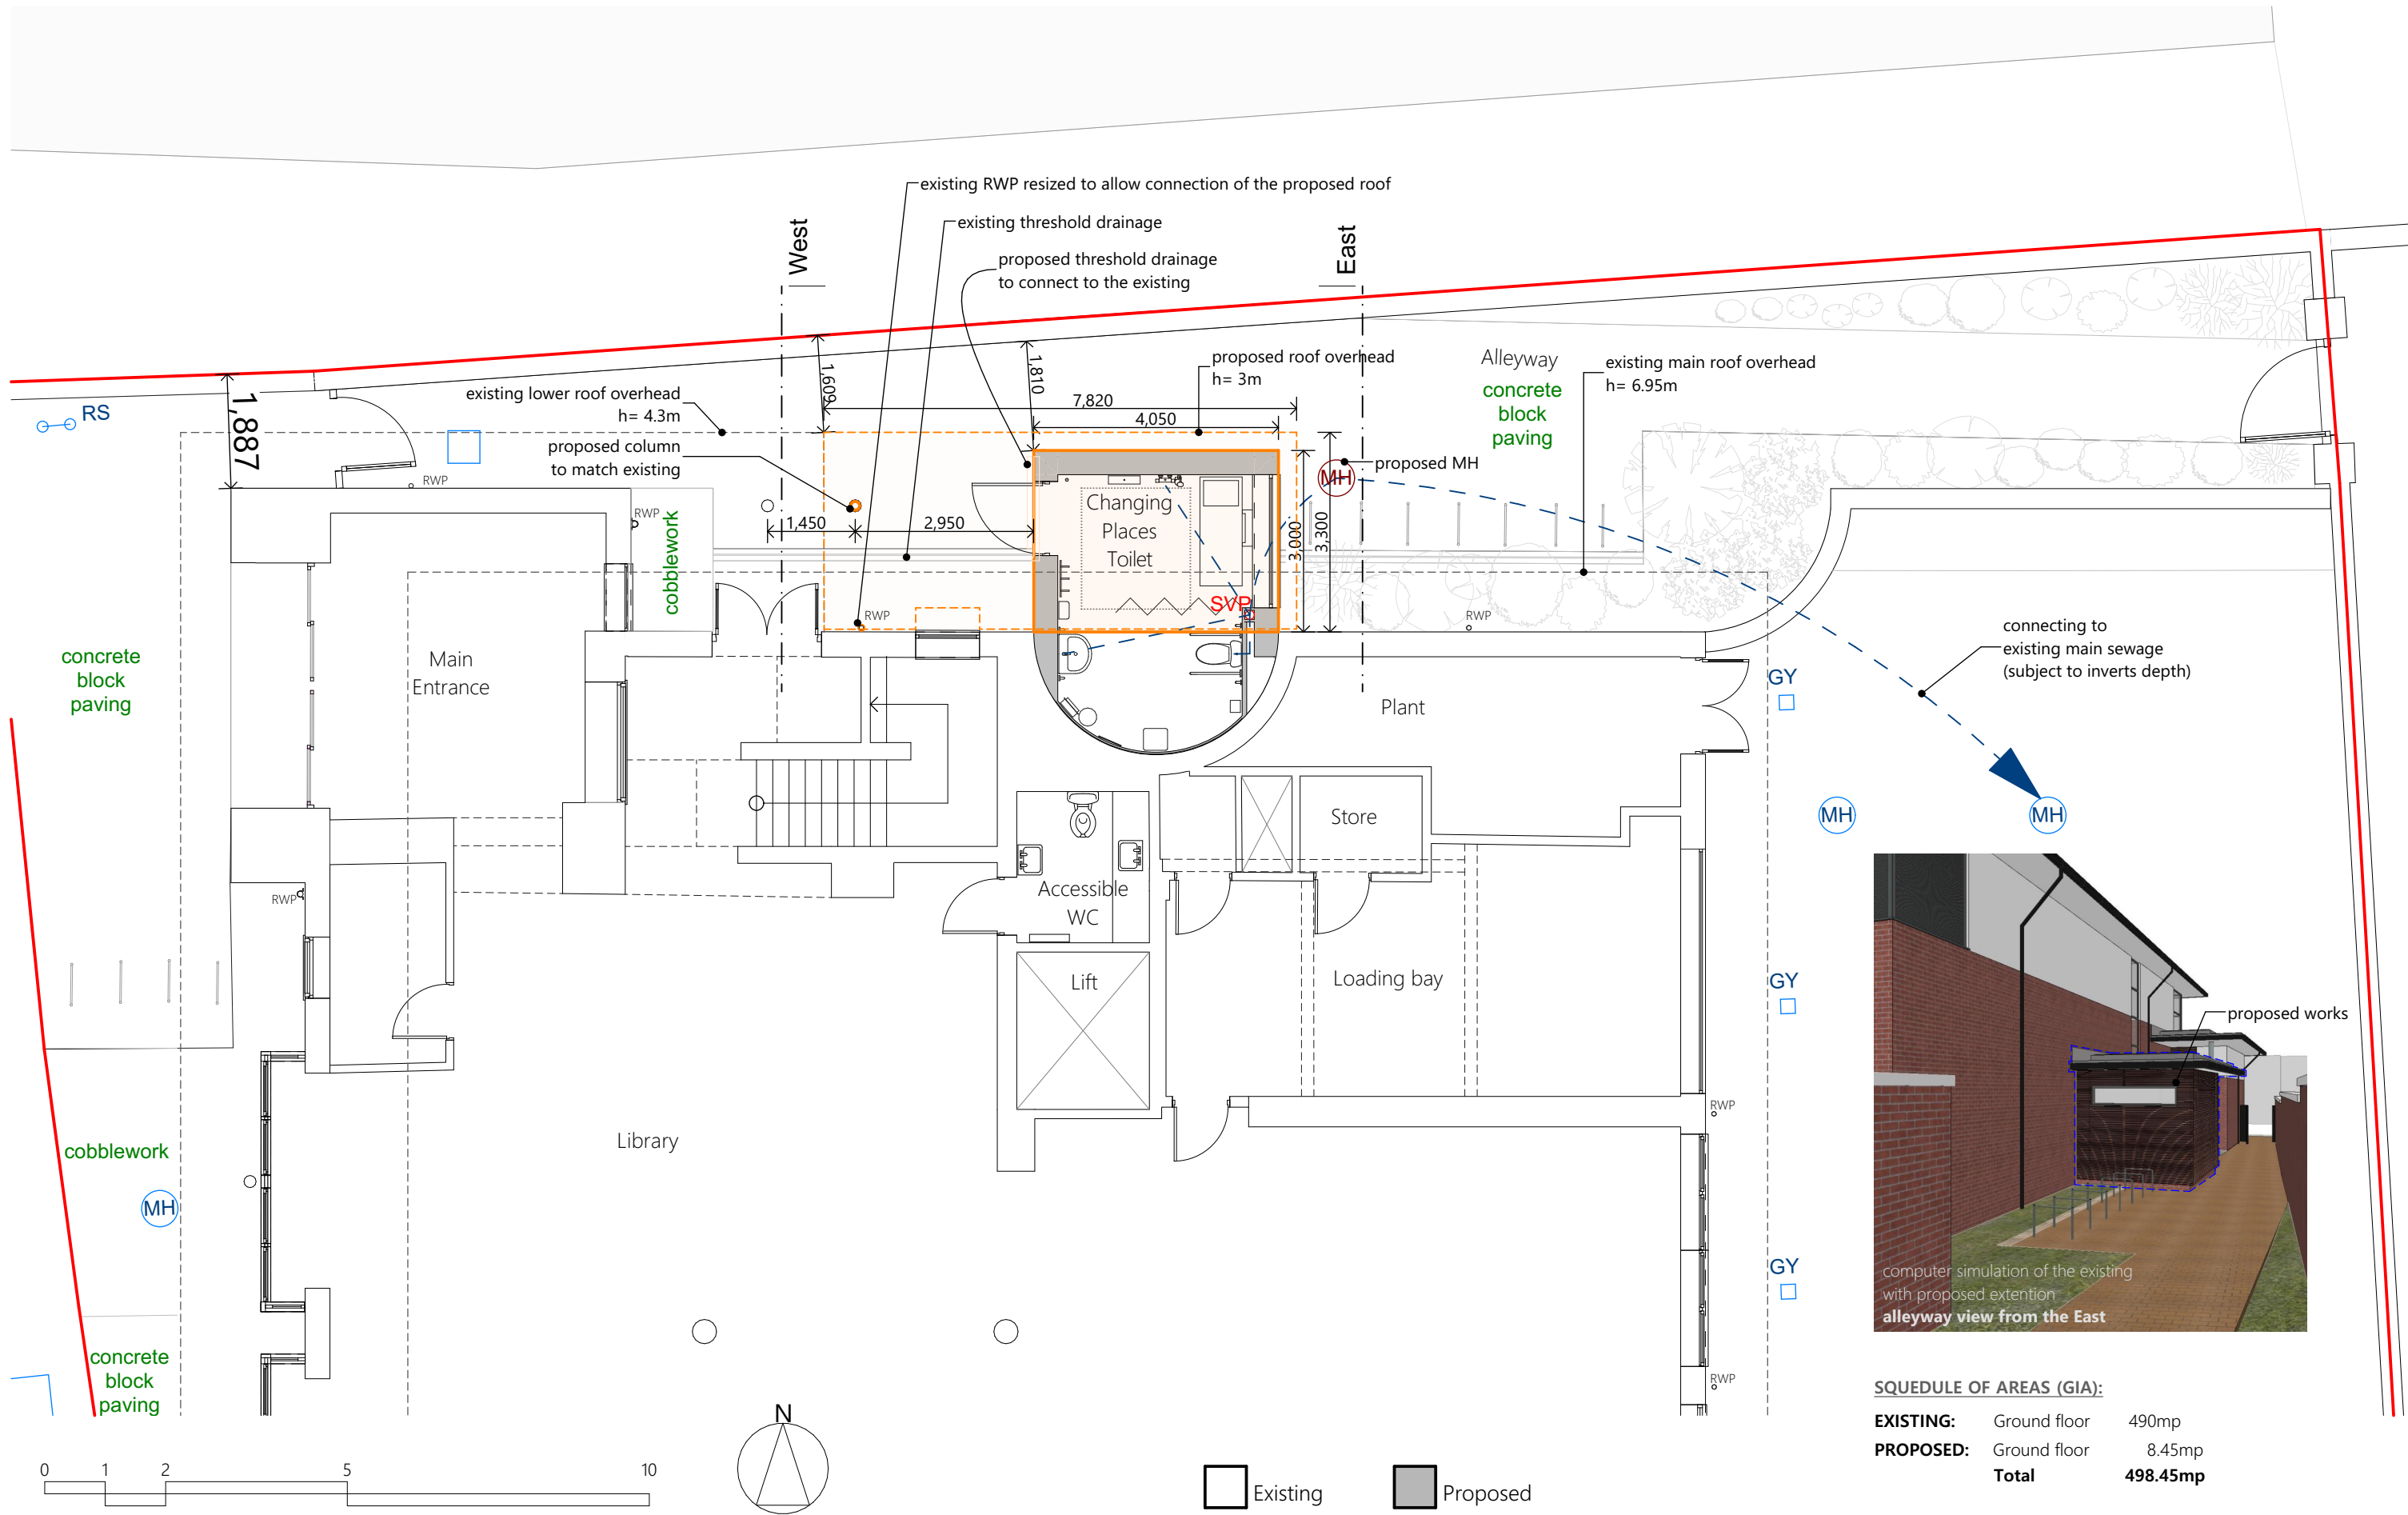 existing RWP resized to allow connection of the proposed roof
existing threshold drainage
proposed threshold drainage
to connect to the existing
West
East
1,609
1,810
proposed roof overhead
h= 3m
Alleyway
concrete
block
paving
existing main roof overhead
h= 6.95m
RS
1,887
existing lower roof overhead
h= 4.3m
7,820
4,050
proposed column
to match existing
proposed MH
MH
RWP
RWP
cobblework
1,450
2,950
Changing
Places
Toilet
3,000
3,300
SVP
RWP
RWP
connecting to
existing main sewage
(subject to inverts depth)
concrete
block
paving
Main
Entrance
GY
Plant
MH
MH
Store
Accessible
WC
RWP
Lift
Loading bay
GY
proposed works
RWP
Library
cobblework
MH
GY
computer simulation of the existing
with proposed extention
alleyway view from the East
concrete
block
paving
RWP
SQUEDULE OF AREAS (GIA):
EXISTING: Ground floor 490mp
PROPOSED: Ground floor 8.45mp
Total 498.45mp
N
0 1 2 5 10
Existing
Proposed